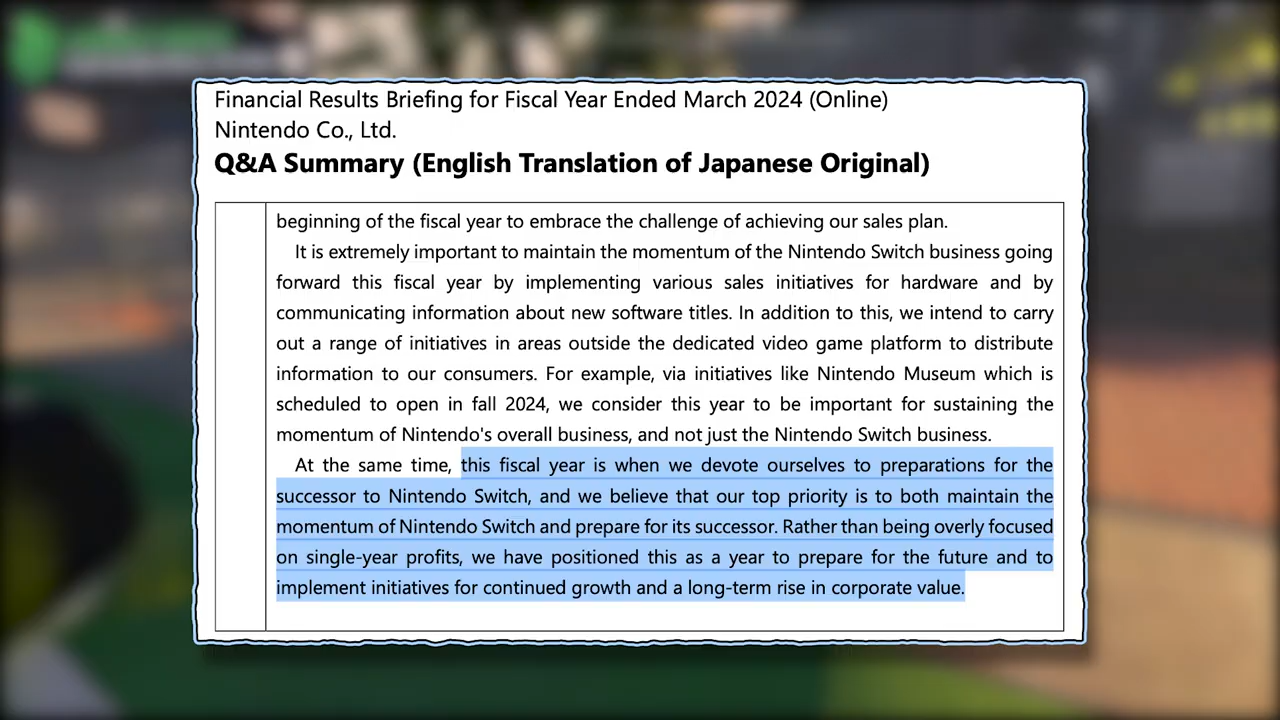 Financial Results Briefing for Fiscal Year Ended March 2024 (Online)
Nintendo Co., Ltd.
Q&A Summary (English Translation of Japanese Original)
beginning of the fiscal year to embrace the challenge of achieving our sales plan.
It is extremely important to maintain the momentum of the Nintendo Switch business going
forward this fiscal year by implementing various sales initiatives for hardware and by
communicating information about new software titles. In addition to this, we intend to carry
out a range of initiatives in areas outside the dedicated video game platform to distribute
information to our consumers. For example, via initiatives like Nintendo Museum which is
scheduled to open in fall 2024, we consider this year to be important for sustaining the
momentum of Nintendo's overall business, and not just the Nintendo Switch business.
At the same time, this fiscal year is when we devote ourselves to preparations for the
successor to Nintendo Switch, and we believe that our top priority is to both maintain the
momentum of Nintendo Switch and prepare for its successor. Rather than being overly focused
on single-year profits, we have positioned this as a year to prepare for the future and to
implement initiatives for continued growth and a long-term rise in corporate value.